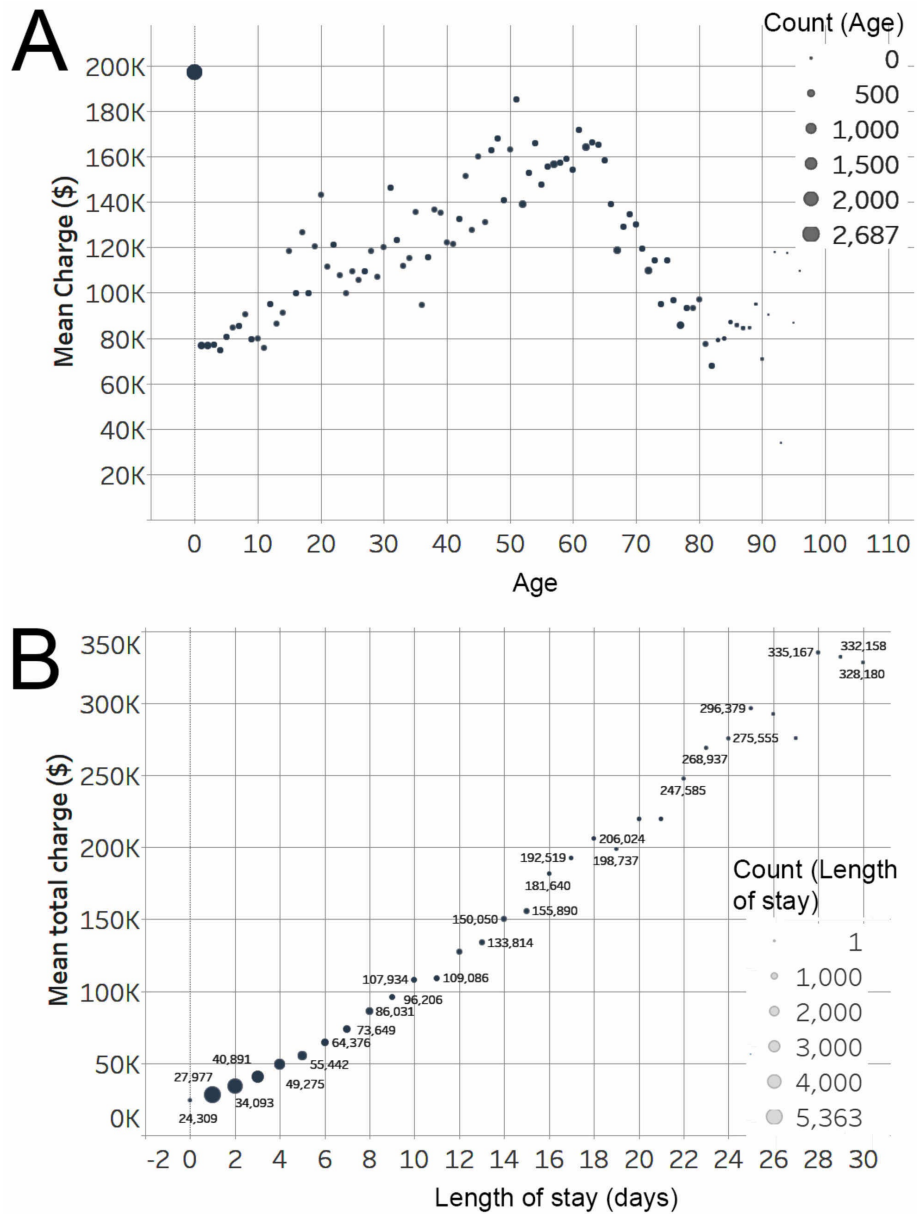 A
Count (Age)
0
500
1,000
1,500
2,000
2,687
Mean Charge ($)
200K
180K
160K
140K
120K
100K
80K
60K
40K
20K
0 10 20 30 40 50 60 70 80 90 100 110
Age
B
Mean total charge ($)
350K
300K
250K
200K
150K
100K
50K
0K
335,167
332,158
328,180
296,379
275,555
268,937
247,585
206,024
192,519
198,737
181,640
155,890
150,050
133,814
107,934
109,086
96,206
86,031
73,649
64,376
55,442
40,891
49,275
27,977
34,093
24,309
Count (Length
of stay)
1
1,000
2,000
3,000
4,000
5,363
-2 0 2 4 6 8 10 12 14 16 18 20 22 24 26 28 30
Length of stay (days)